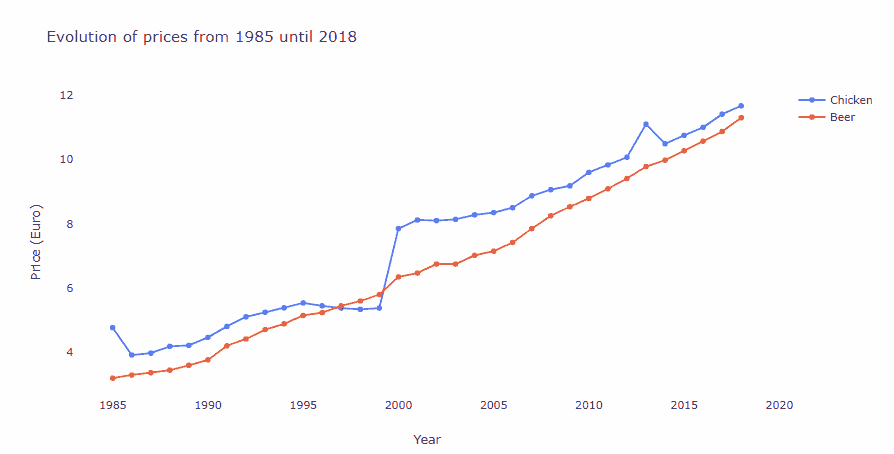 Evolution of prices from 1985 until 2018
12
10
8
6
4
Price (Euro)
1985 1990 1995 2000 2005 2010 2015 2020
Year
Chicken
Beer